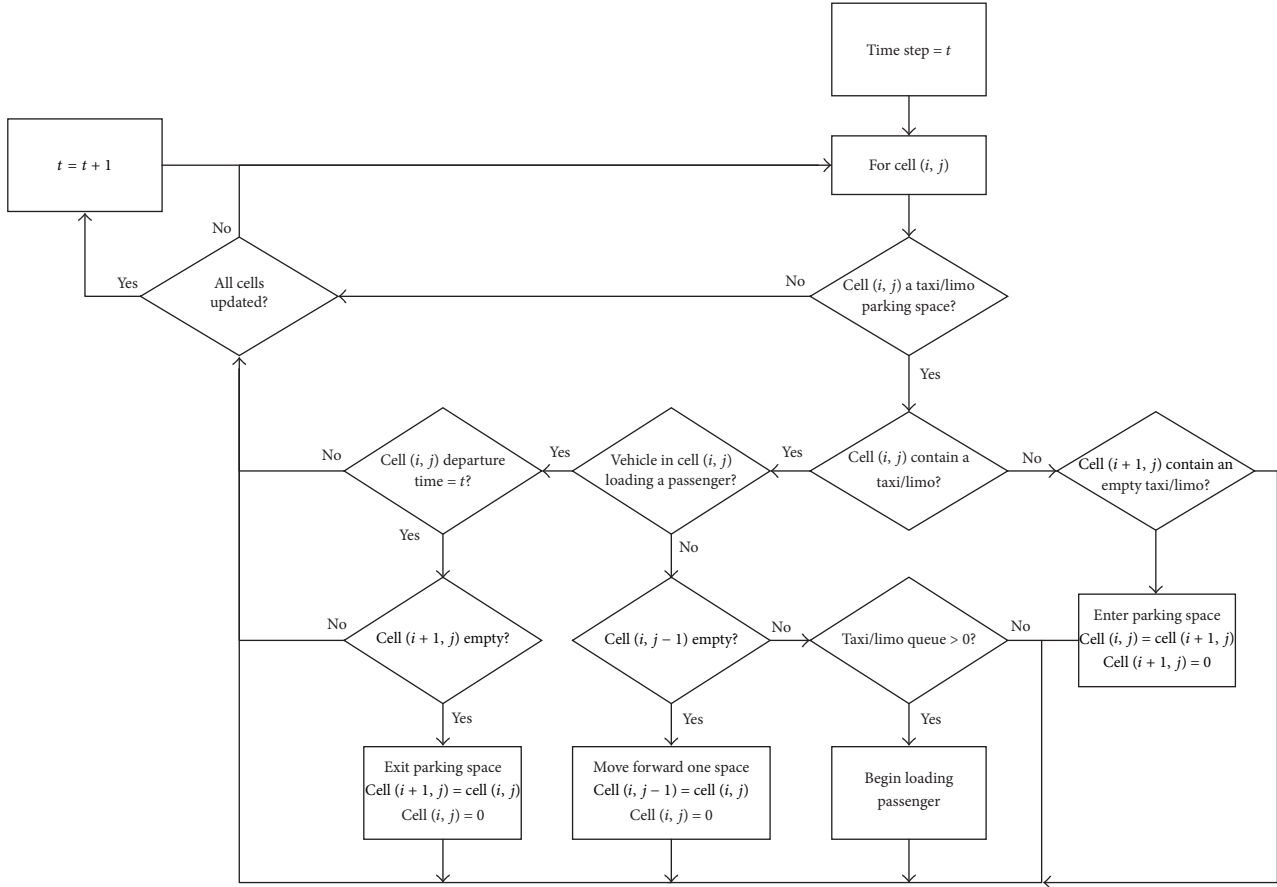 Time step = t
t = t + 1
For cell (i, j)
No
Yes
All cells
updated?
No
Cell (i, j) a taxi/limo
parking space?
Yes
No
Cell (i, j) departure
time = t?
Yes
Vehicle in cell (i, j)
loading a passenger?
Yes
Cell (i, j) contain a
taxi/limo?
No
Cell (i + 1, j) contain an
empty taxi/limo?
Yes
No
No
Cell (i + 1, j) empty?
Cell (i, j − 1) empty?
No
Taxi/limo queue > 0?
No
Enter parking space
Cell (i, j) = cell (i + 1, j)
Cell (i + 1, j) = 0
Yes
Yes
Yes
Exit parking space
Cell (i + 1, j) = cell (i, j)
Cell (i, j) = 0
Move forward one space
Cell (i, j − 1) = cell (i, j)
Cell (i, j) = 0
Begin loading
passenger